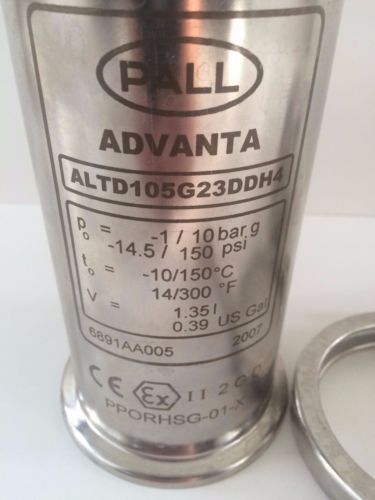 PALL
ADVANTA
ALTD105G23DDH4
po = -1 / 10 bar g
-14.5 / 150 psi
to = -10/150°C
14/300 °F
V = 1.35 l
0.39 US Gal
6891AA005 2007
CE Ex II 2 G D
PPORHSG-01-X